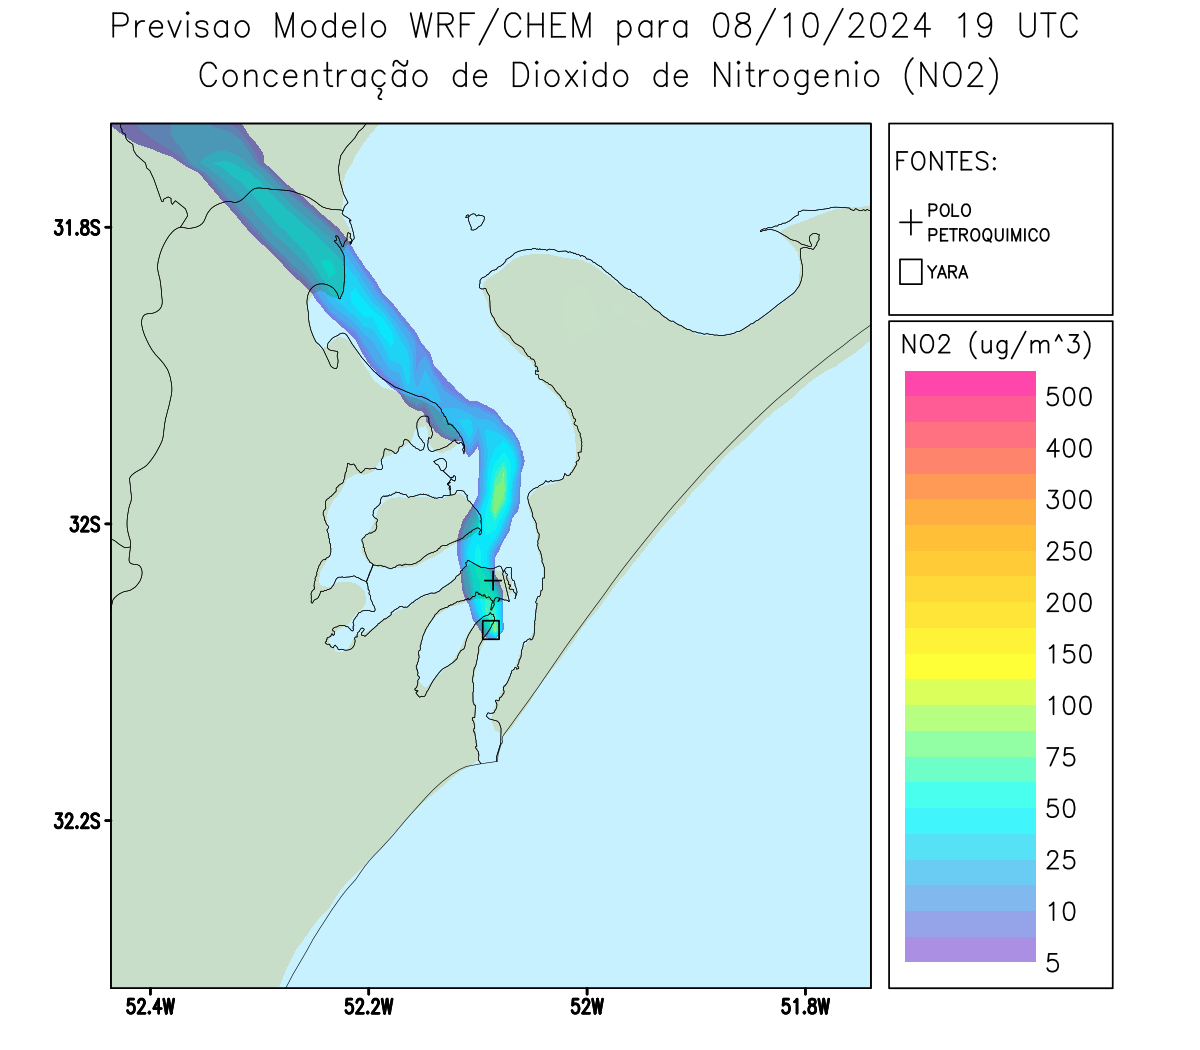 Previsao Modelo WRF/CHEM para 08/10/2024 19 UTC
Concentração de Dioxido de Nitrogenio (NO2)
FONTES:
POLO
PETROQUIMICO
YARA
NO2 (ug/m^3)
500
400
300
250
200
150
100
75
50
25
10
5
31.8S
32S
32.2S
52.4W
52.2W
52W
51.8W